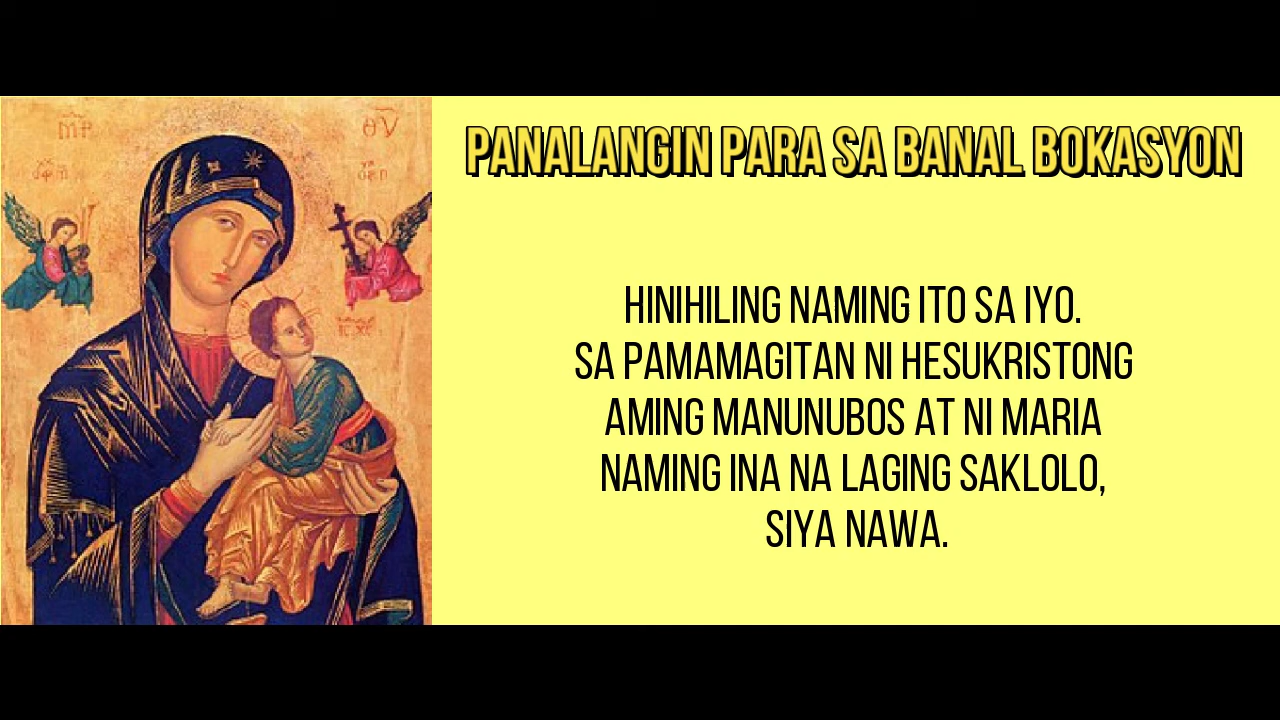 PANALANGIN PARA SA BANAL BOKASYON
HINIHILING NAMING ITO SA IYO.
SA PAMAMAGITAN NI HESUKRISTONG
AMING MANUNUBOS AT NI MARIA
NAMING INA NA LAGING SAKLOLO,
SIYA NAWA.